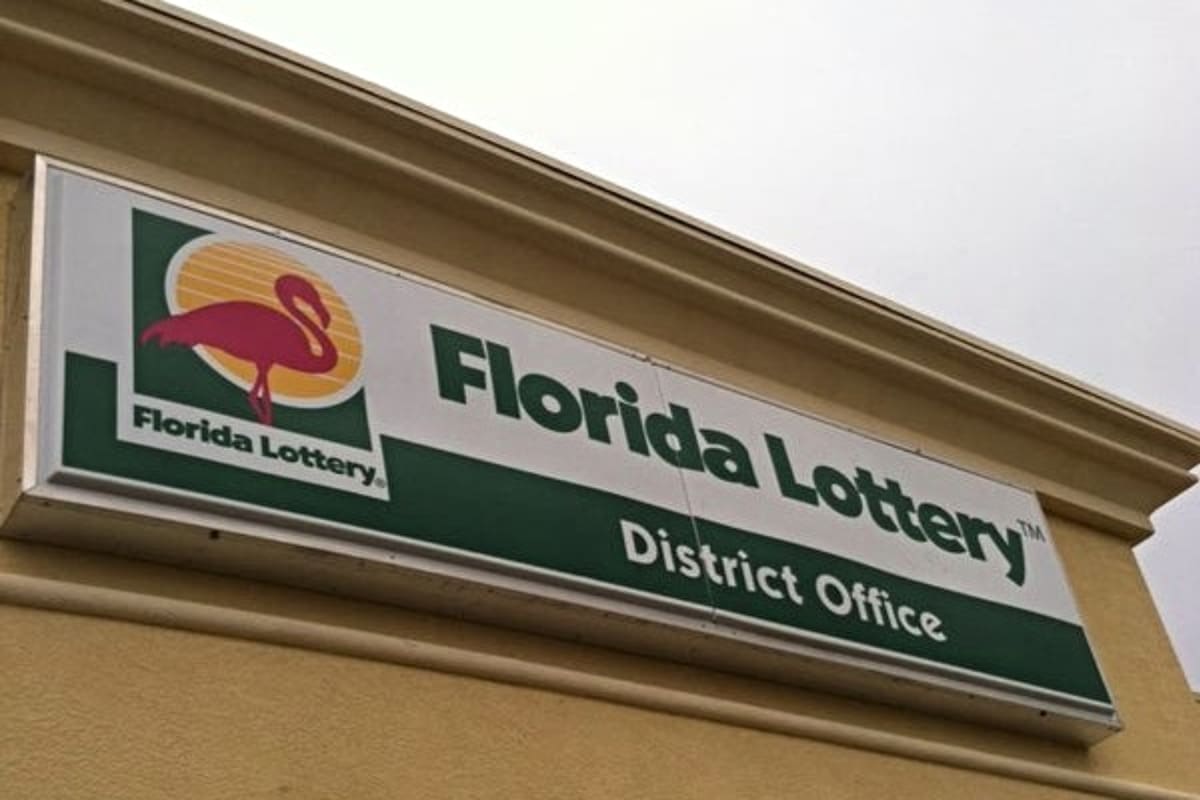 Florida Lottery™
District Office
Florida Lottery®